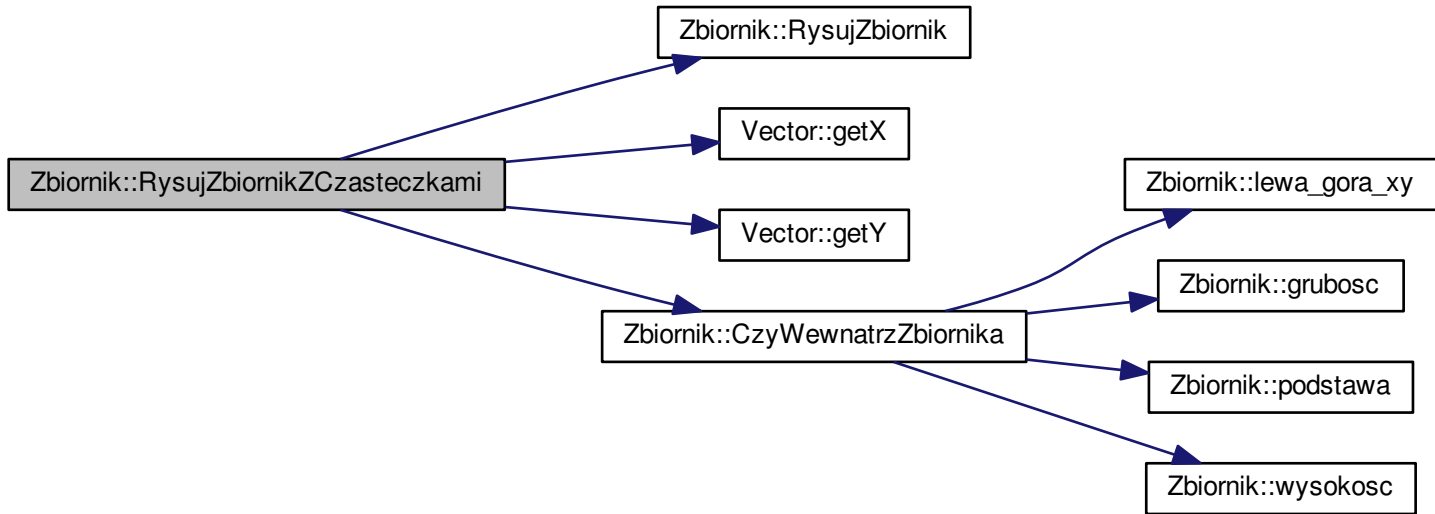 Zbiornik::RysujZbiornikZCzasteczkami
Zbiornik::RysujZbiornik
Vector::getX
Vector::getY
Zbiornik::CzyWewnatrzZbiornika
Zbiornik::lewa_gora_xy
Zbiornik::grubosc
Zbiornik::podstawa
Zbiornik::wysokosc